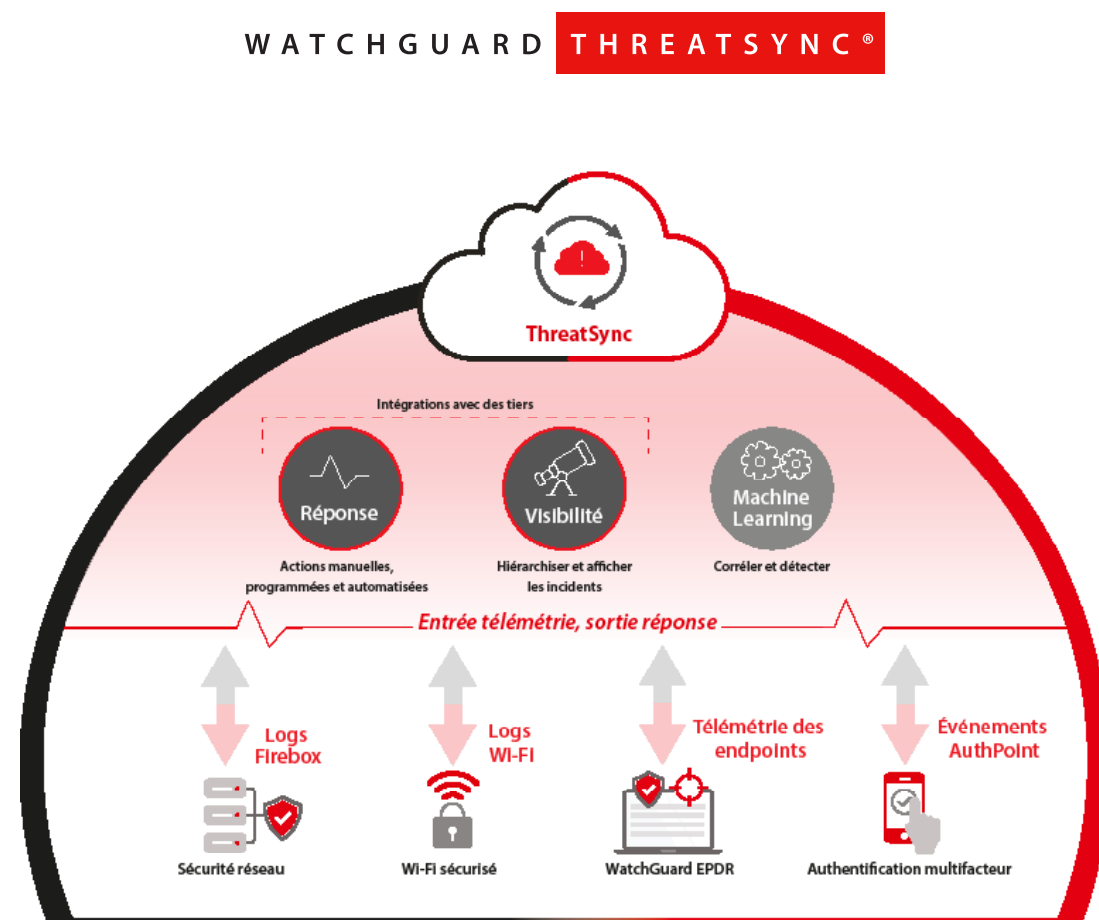 WATCHGUARD THREATSYNC®
ThreatSync
Intégrations avec des tiers
Réponse
Visibilité
Machine
Learning
Actions manuelles,
programmées et automatisées
Hiérarchiser et afficher
les incidents
Corréler et détecter
Entrée télémétrie, sortie réponse
Logs
Firebox
Logs
WI-FI
Télémétrie des
endpoints
Événements
AuthPoint
Sécurité réseau
Wi-Fi sécurisé
WatchGuard EPDR
Authentification multifacteur